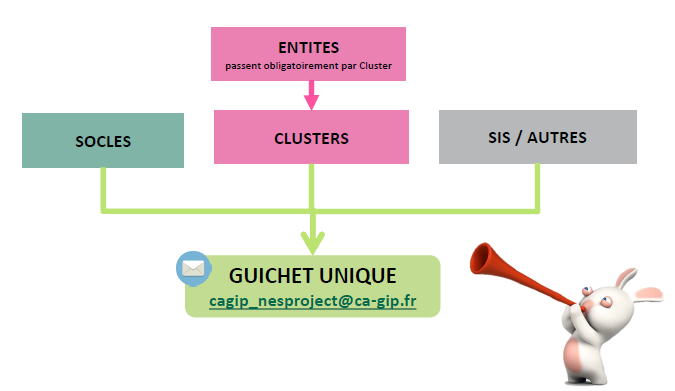 ENTITES
passent obligatoirement par Cluster
SOCLES
CLUSTERS
SIS / AUTRES
GUICHET UNIQUE
cagip_nesproject@ca-gip.fr